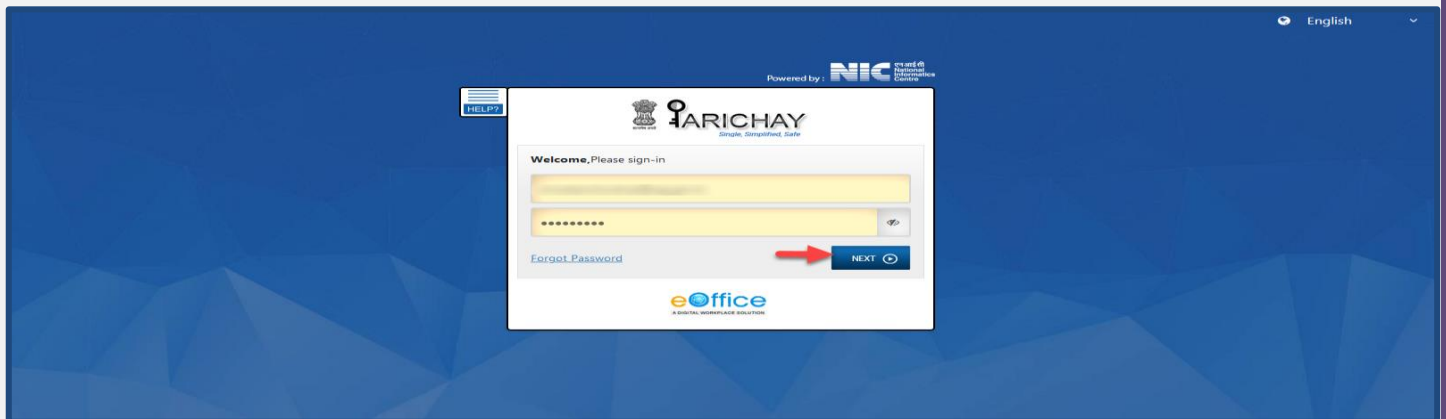 English
Powered by :
NIC
एन आई सी
National
Informatics
Centre
HELP?
PARICHAY
Single, Simplified, Safe
Welcome,Please sign-in
•••••••••
Forgot Password
NEXT
eOffice
A DIGITAL WORKPLACE SOLUTION